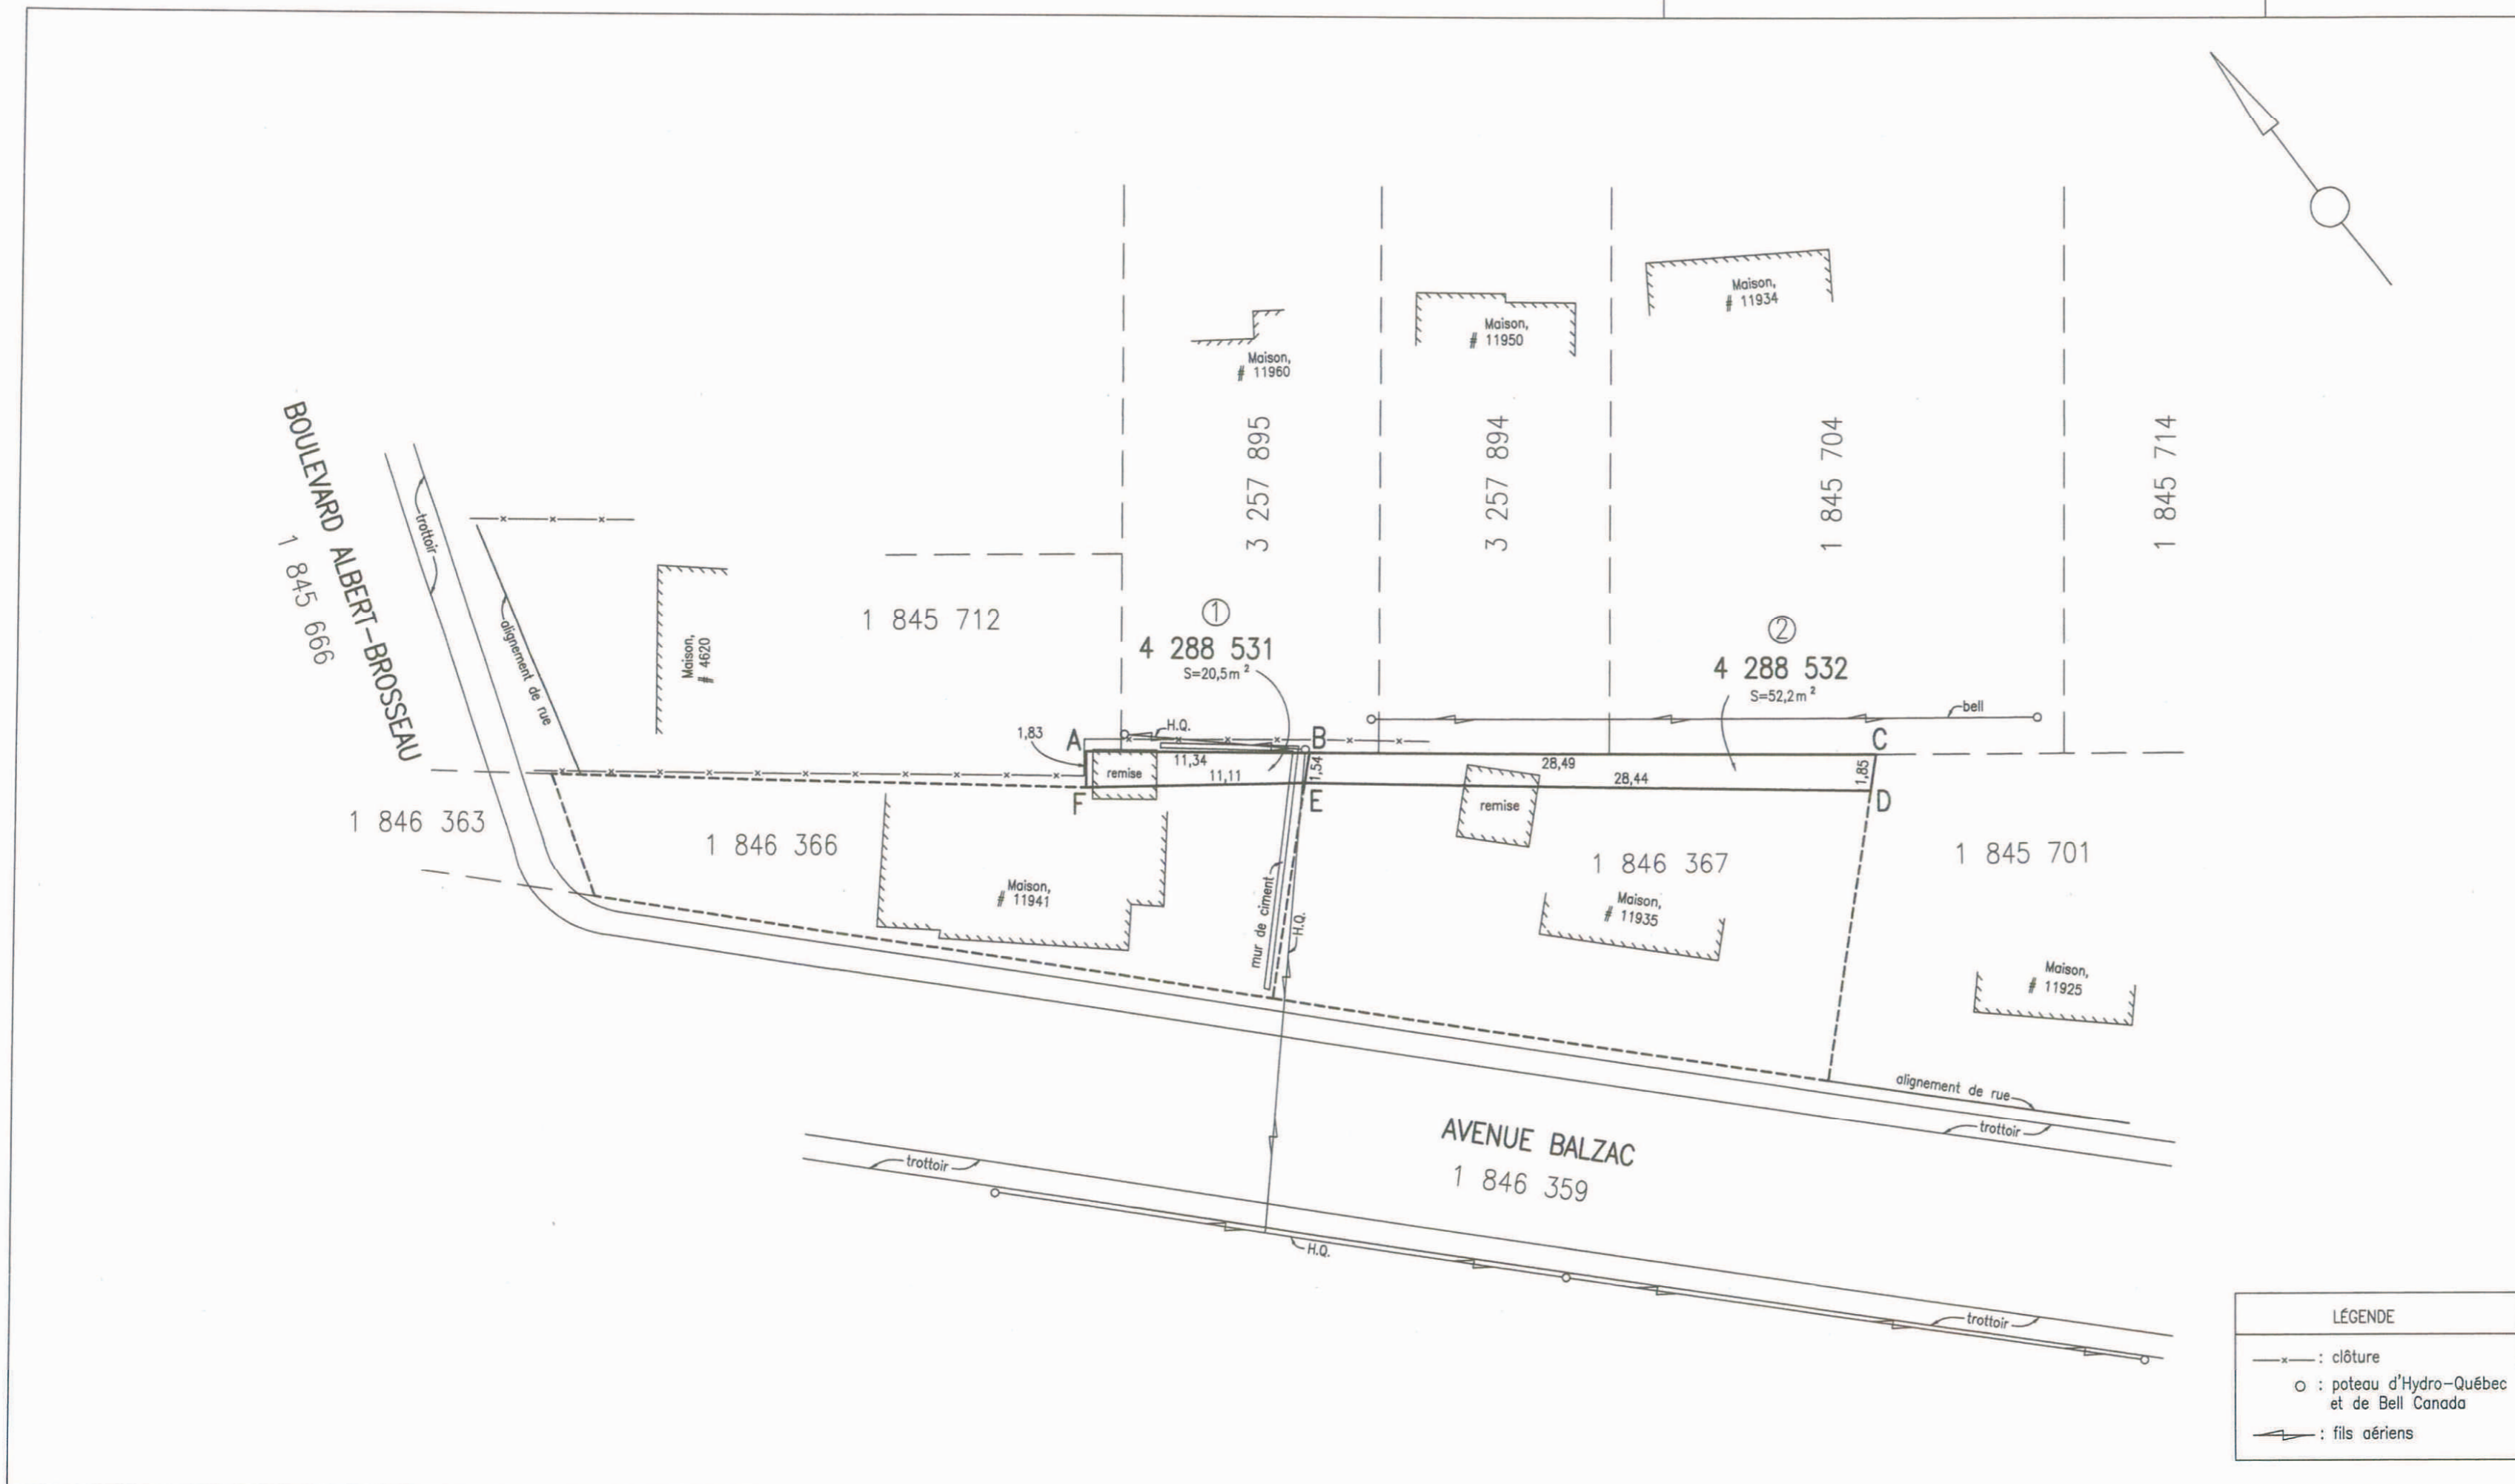 Maison,
# 11934
Maison,
# 11950
Maison,
# 11960
BOULEVARD ALBERT-BROSSEAU
1 845 666
trottoir
alignement de rue
Maison,
# 4620
1 845 712
3 257 895
3 257 894
1 845 704
1 845 714
1
4 288 531
S=20,5m²
2
4 288 532
S=52,2m²
bell
H.Q.
1,83
A
B
C
11,34
remise
11,11
1,54
28,49
28,44
1,85
F
E
D
remise
1 846 363
1 846 366
1 846 367
1 845 701
Maison,
# 11941
mur de ciment
H.Q.
Maison,
# 11935
Maison,
# 11925
alignement de rue
trottoir
AVENUE BALZAC
1 846 359
trottoir
H.Q.
trottoir
LÉGENDE
: clôture
: poteau d'Hydro-Québec
et de Bell Canada
: fils aériens